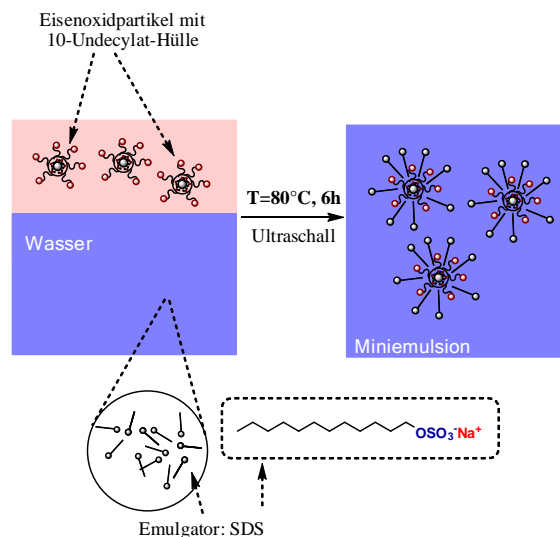 Eisenoxidpartikel mit
10-Undecylat-Hülle
T=80°C, 6h
Ultraschall
Wasser
Miniemulsion
OSO₃⁻Na⁺
Emulgator: SDS